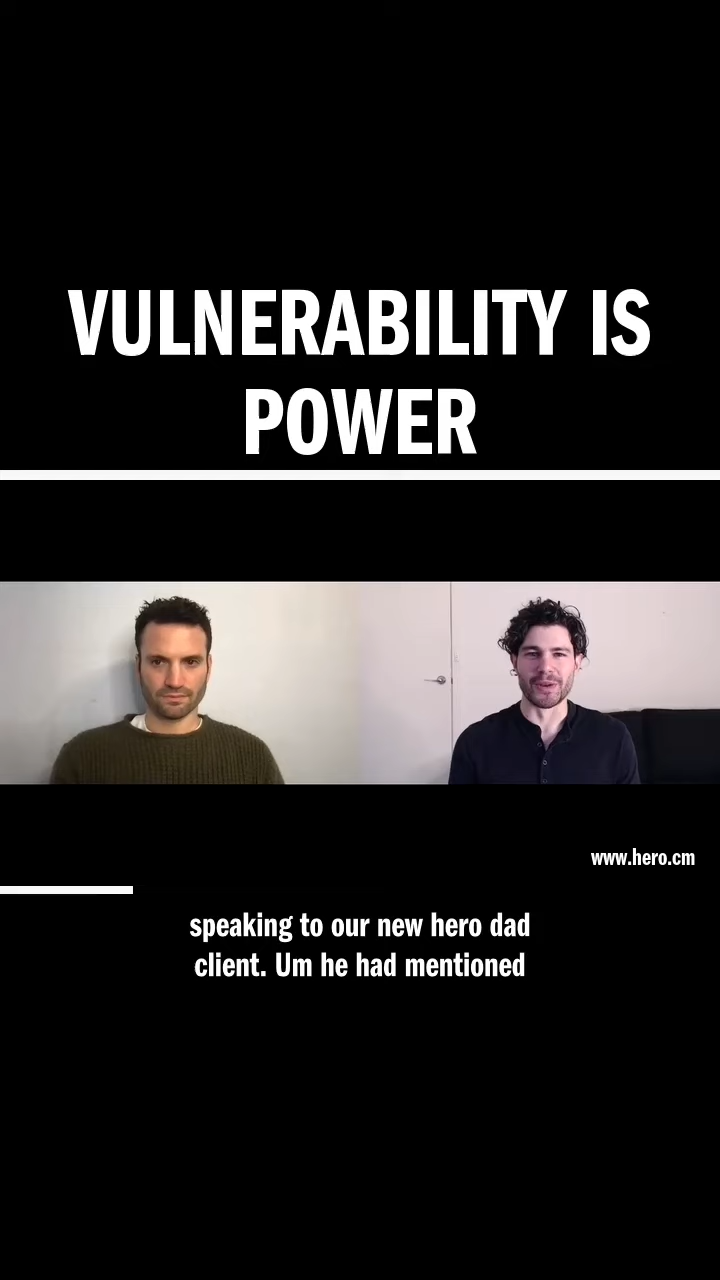 VULNERABILITY IS
POWER
www.hero.cm
speaking to our new hero dad
client. Um he had mentioned